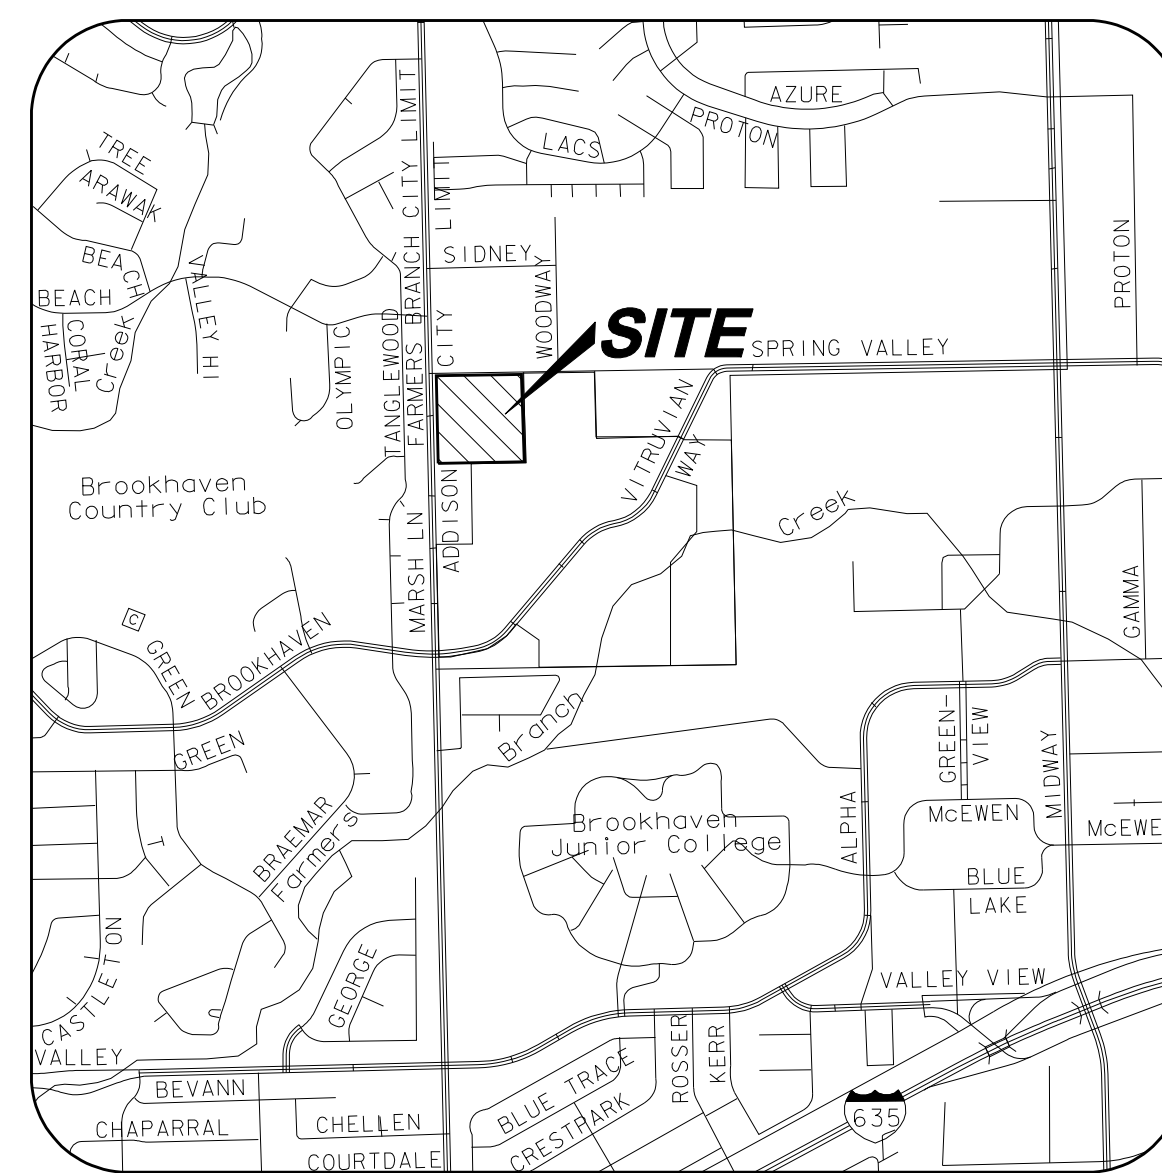 AZURE
PROTON
LACS
TREE
ARAWAK
BEACH
BEACH
HARBOR
CORAL
Creek
VALLEY HI
OLYMPIC
TANGLEWOOD
FARMERS BRANCH CITY LIMIT
CITY LIMIT
SIDNEY
WOODWAY
SITE
SPRING VALLEY
PROTON
VITRUVIAN
WAY
ADDISON
MARSH LN
Brookhaven
Country Club
Creek
GAMMA
C
GREEN
BROOKHAVEN
GREEN
Branch
GREEN-
VIEW
MIDWAY
McEWEN
McEWE
BLUE
LAKE
ALPHA
Brookhaven
Junior College
BRAEMAR
Farmers
CASTLETON
GEORGE
VALLEY VIEW
VALLEY
BEVANN
CHAPARRAL
CHELLEN
COURTDALE
BLUE TRACE
CRESTPARK
ROSSER
KERR
635